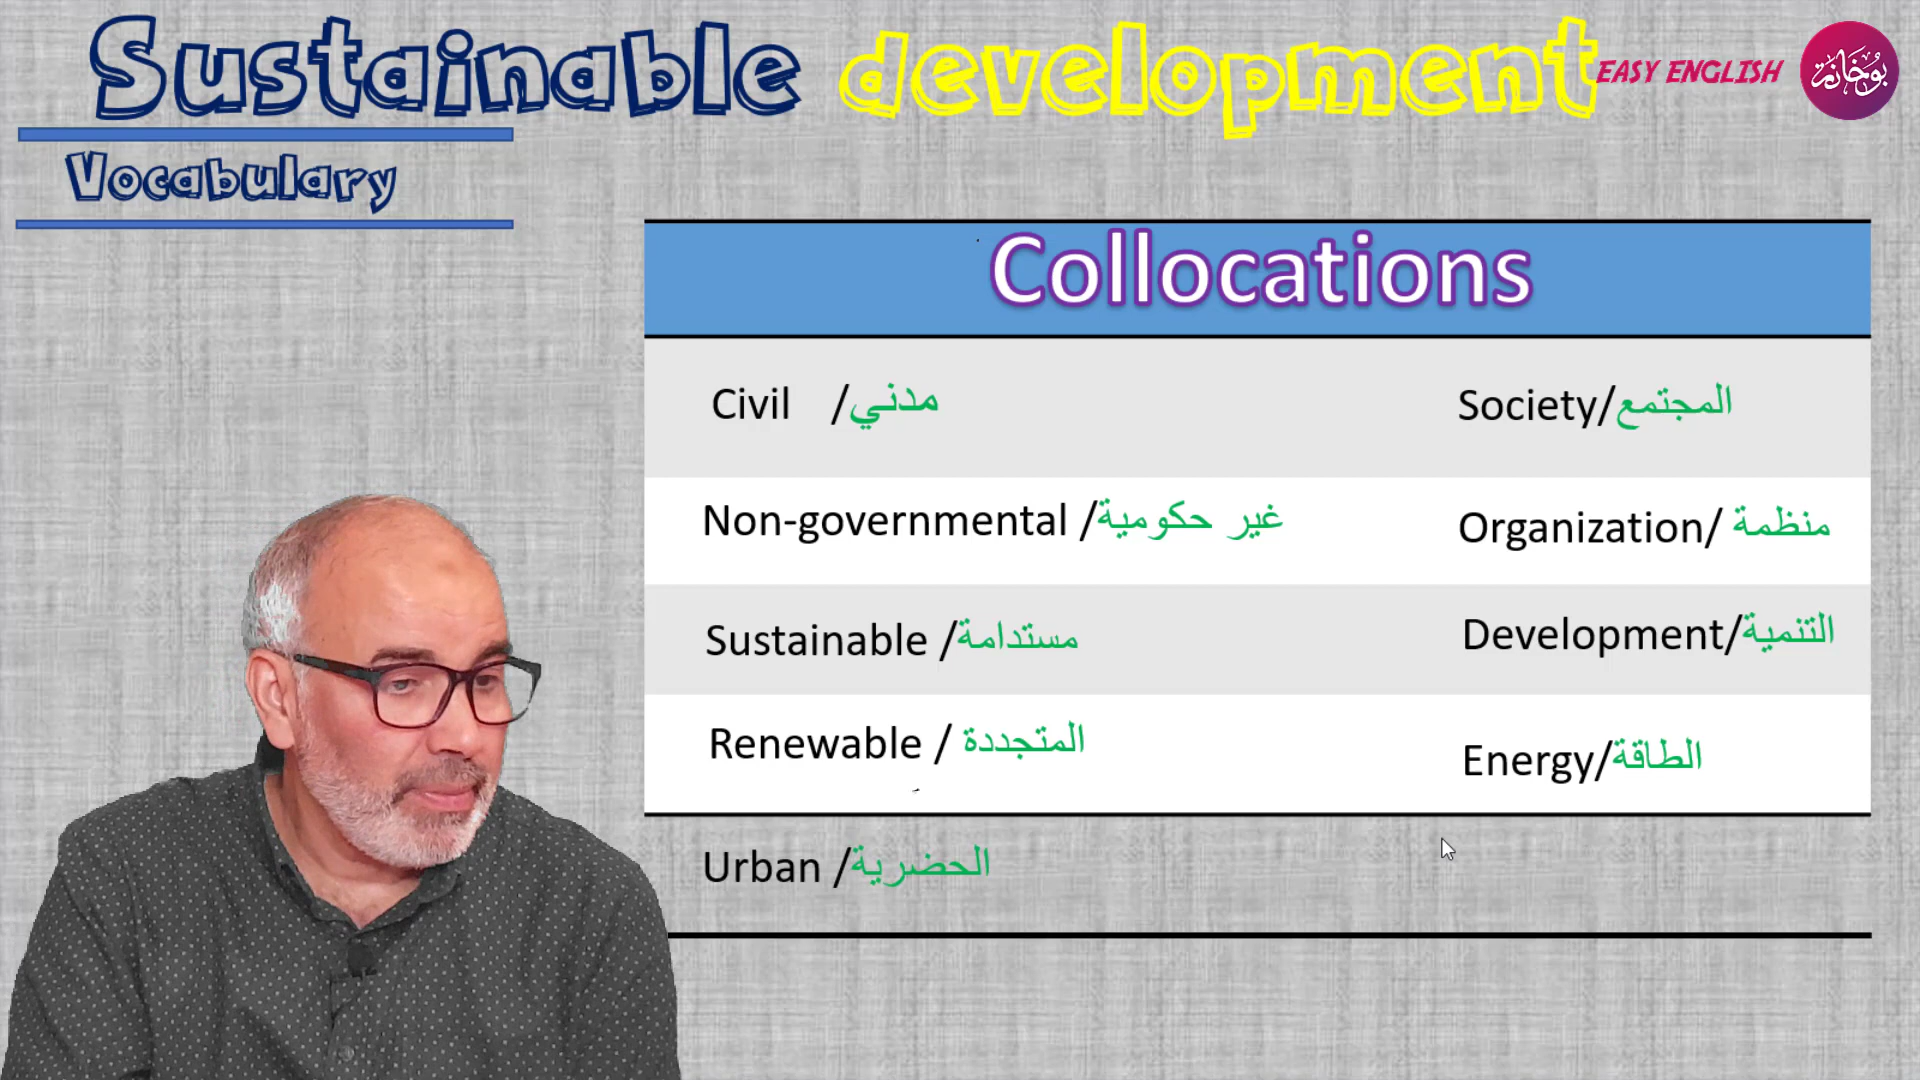 Sustainable development
EASY ENGLISH
بوخانة
Vocabulary
Collocations
Civil /مدني
Society/المجتمع
Non-governmental /غير حكومية
Organization/ منظمة
Sustainable /مستدامة
Development/التنمية
Renewable / المتجددة
Energy/الطاقة
Urban /الحضرية